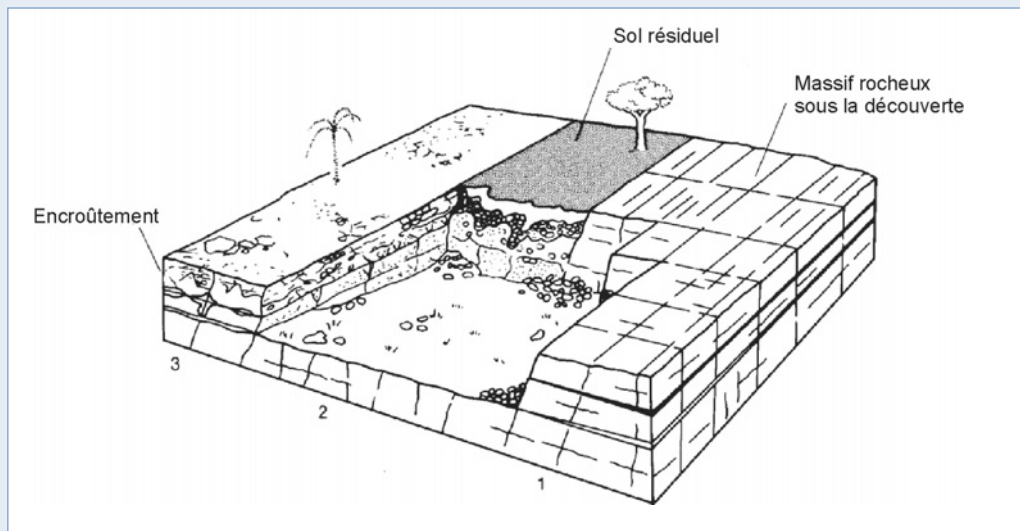 Sol résiduel
Massif rocheux
sous la découverte
Encroûtement
3
2
1